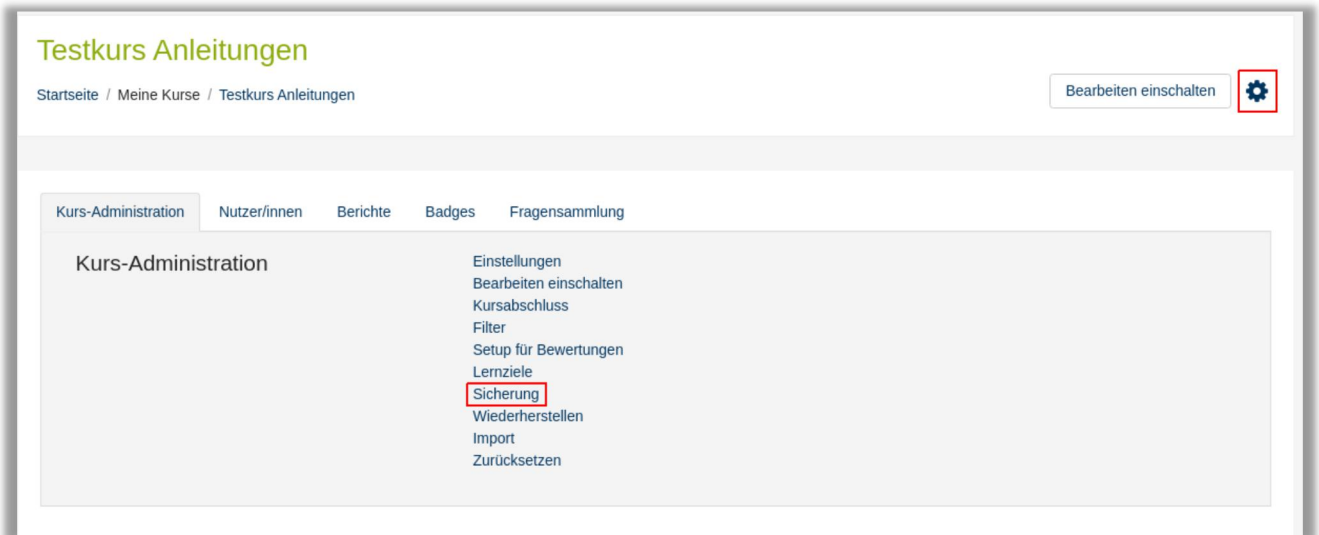 Testkurs Anleitungen
Startseite / Meine Kurse / Testkurs Anleitungen
Bearbeiten einschalten
Kurs-Administration Nutzer/innen Berichte Badges Fragensammlung
Kurs-Administration
Einstellungen
Bearbeiten einschalten
Kursabschluss
Filter
Setup für Bewertungen
Lernziele
Sicherung
Wiederherstellen
Import
Zurücksetzen